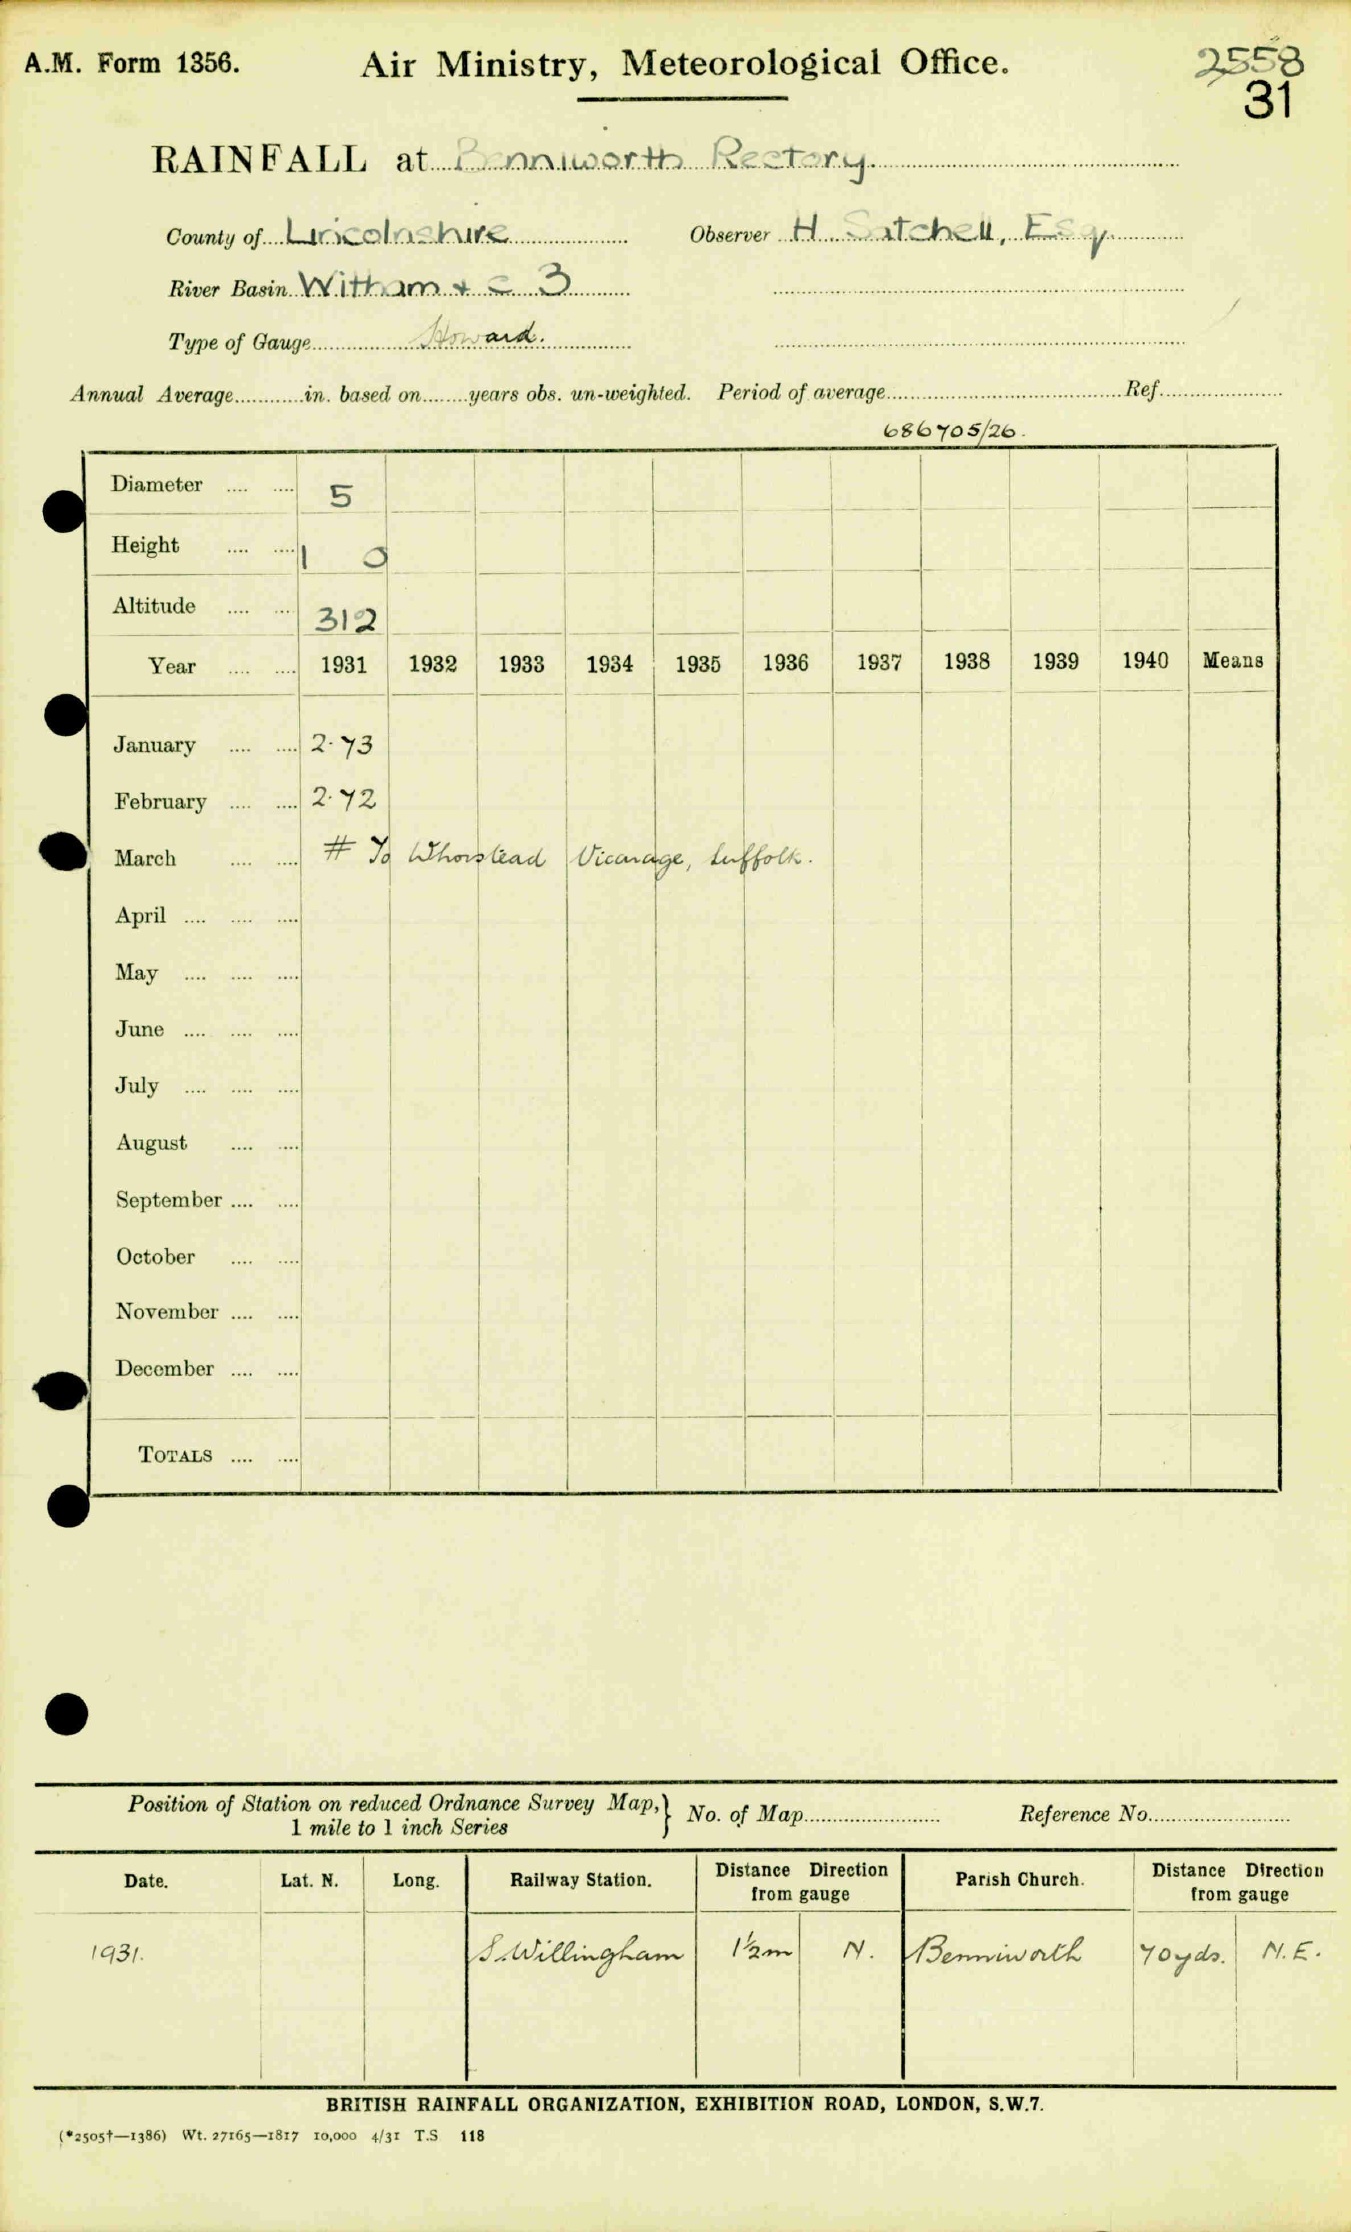 A.M. Form 1356.
Air Ministry, Meteorological Office.
2558
31
RAINFALL at Benniworth Rectory.
County of Lincolnshire
Observer H. Satchell, Esq.
River Basin Witham & c 3
Type of Gauge Howard.
Annual Average............in. based on........years obs. un-weighted. Period of average.......... Ref..........
686705/26.
Diameter .... .... 5
Height .... .... 1 0
Altitude .... .... 312
Year .... .... 1931 1932 1933 1934 1935 1936 1937 1938 1939 1940 Means
January .... .... 2.73
February .... .... 2.72
March .... .... # To Whorstead Vicarage, Suffolk.
April .... .... ....
May .... .... ....
June .... .... ....
July .... .... ....
August .... ....
September .... ....
October .... ....
November .... ....
December .... ....
TOTALS .... ....
Position of Station on reduced Ordnance Survey Map,
1 mile to 1 inch Series
} No. of Map.......... Reference No..........
Date. Lat. N. Long. Railway Station. Distance Direction from gauge Parish Church. Distance Direction from gauge
1931. S. Willingham 1½m N. Benniworth 70yds. N.E.
BRITISH RAINFALL ORGANIZATION, EXHIBITION ROAD, LONDON, S.W.7.
(*2505†—1386) Wt. 27165—1817 10,000 4/31 T.S 118